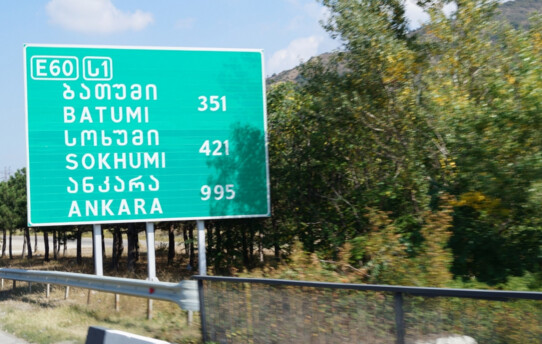 E60 ს1
ბათუმი 351
BATUMI
სოხუმი 421
SOKHUMI
ანკარა 995
ANKARA